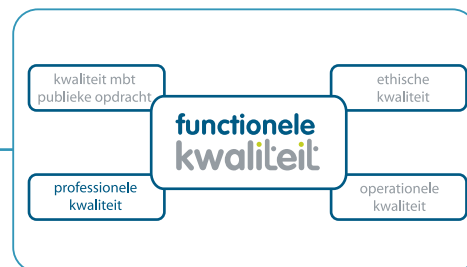 kwaliteit mbt
publieke opdracht
ethische
kwaliteit
functionele
kwaliteit
professionele
kwaliteit
operationele
kwaliteit